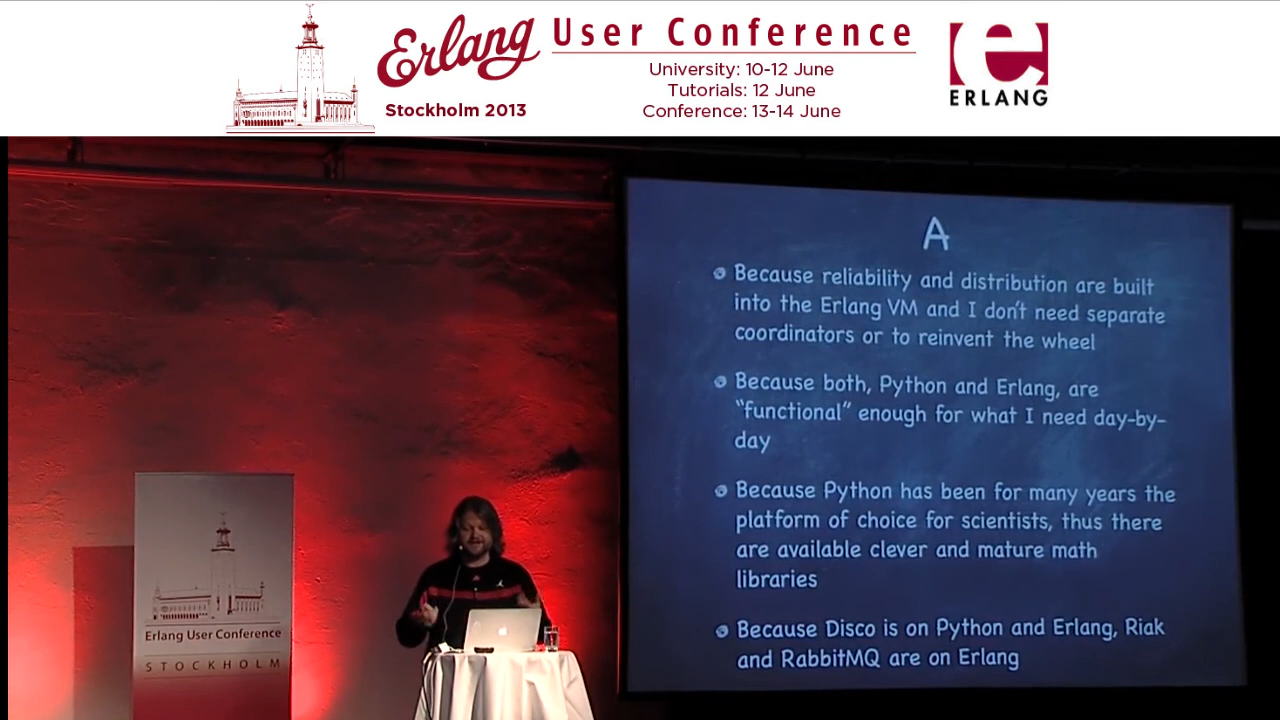 Erlang User Conference
Stockholm 2013
University: 10-12 June
Tutorials: 12 June
Conference: 13-14 June
e
ERLANG
A
Because reliability and distribution are built
into the Erlang VM and I don't need separate
coordinators or to reinvent the wheel
Because both, Python and Erlang, are
"functional" enough for what I need day-by-
day
Because Python has been for many years the
platform of choice for scientists, thus there
are available clever and mature math
libraries
Because Disco is on Python and Erlang, Riak
and RabbitMQ are on Erlang
Erlang User Conference
STOCKHOLM